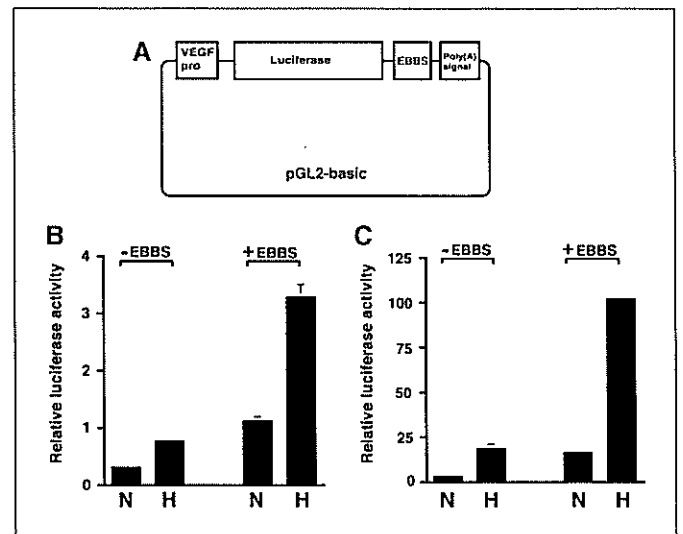 A
VEGF pro
Luciferase
EBBS
Poly(A) signal
pGL2-basic
B
Relative luciferase activity
4
3
2
1
0
-EBBS
+EBBS
N H N H
C
Relative luciferase activity
125
100
75
50
25
0
-EBBS
+EBBS
N H N H